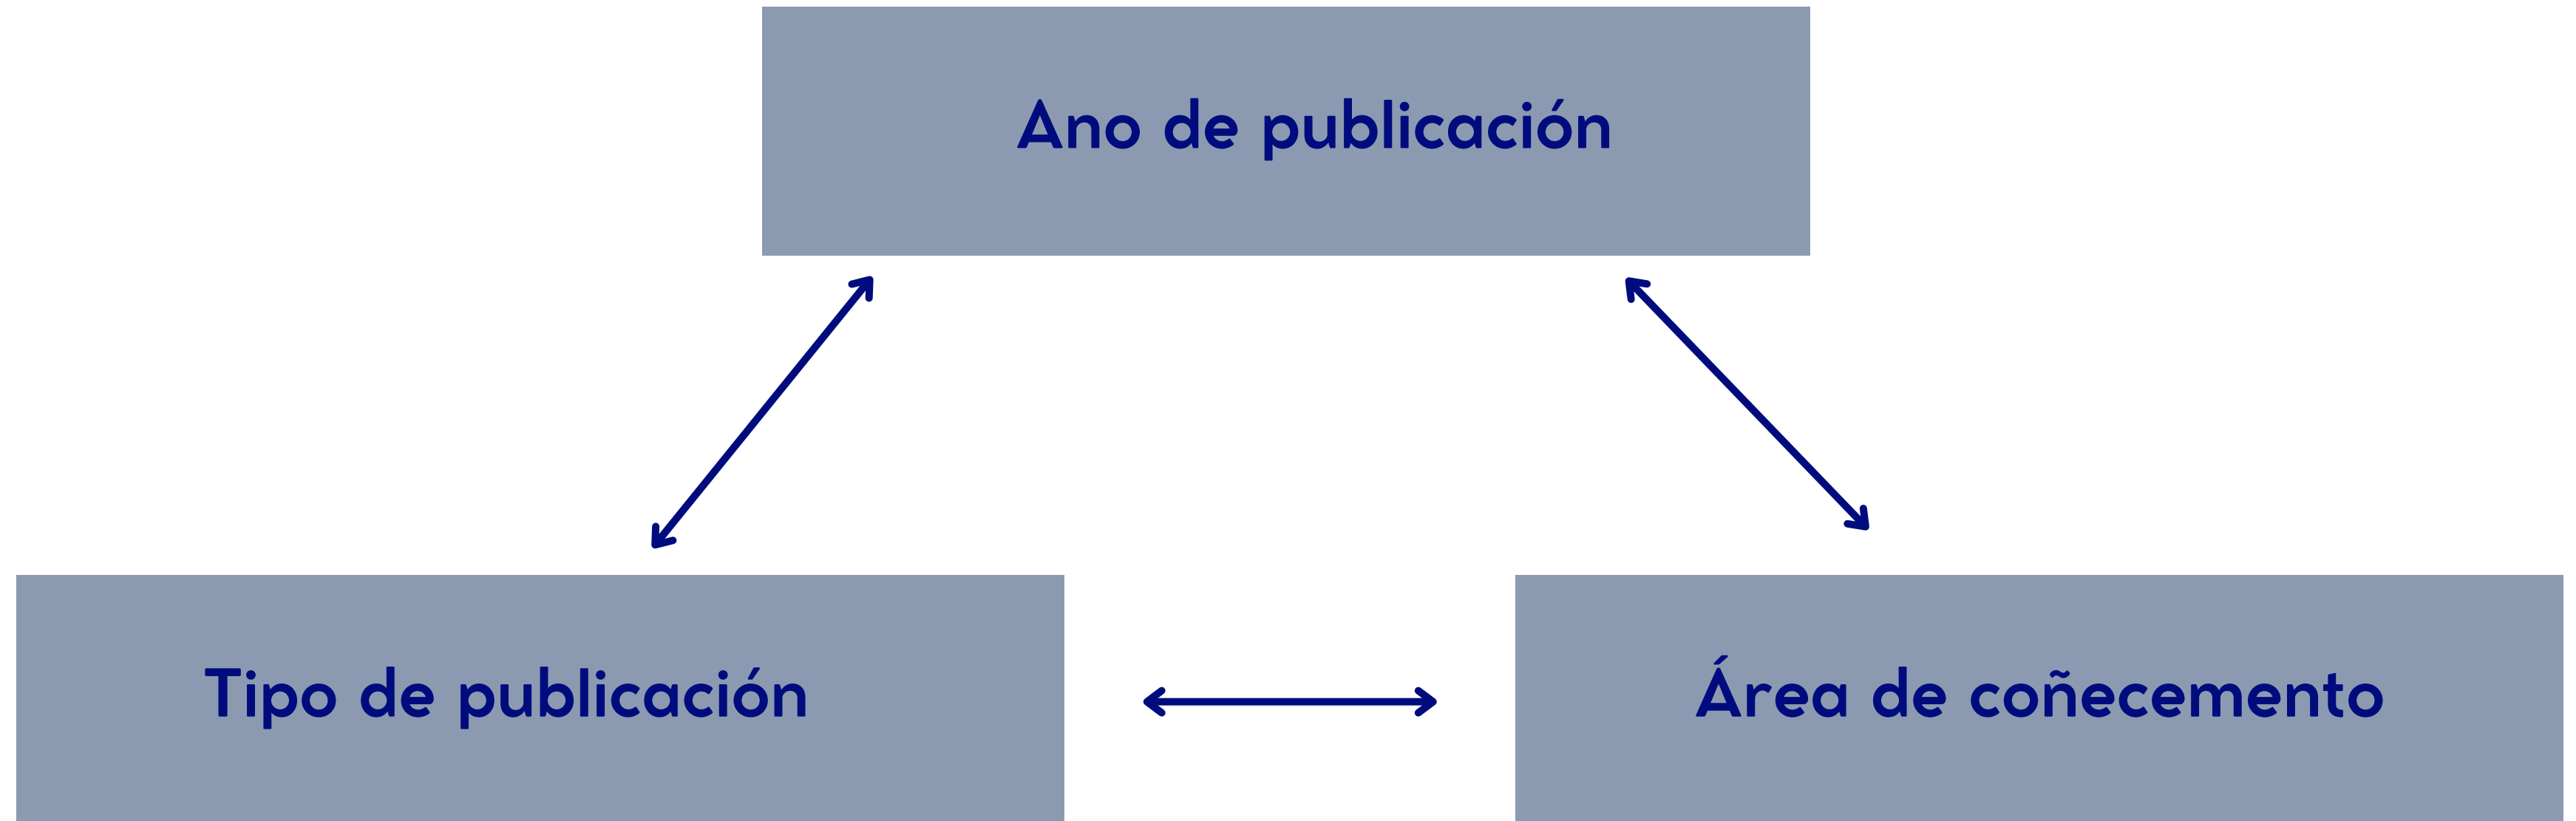 Ano de publicación
Tipo de publicación
Área de coñecemento